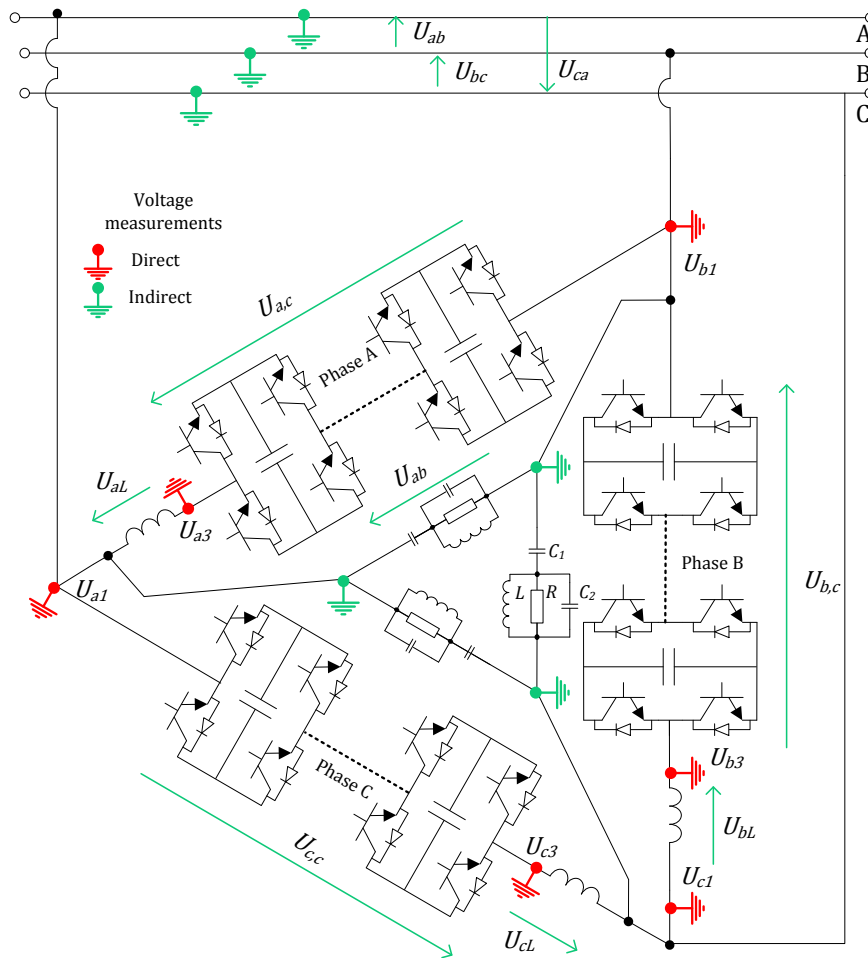 A
U_ab
B
U_bc
U_ca
C
Voltage
measurements
Direct
Indirect
U_b1
U_a,c
Phase A
U_aL
U_ab
U_a3
C_1
Phase B
L R C_2
U_b,c
U_a1
U_b3
Phase C
U_bL
U_c,c
U_c3
U_c1
U_cL